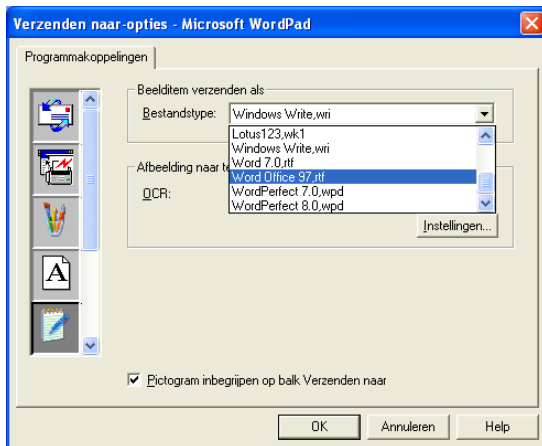 Verzenden naar-opties - Microsoft WordPad
Programmakoppelingen
Beelditem verzenden als
Bestandstype: Windows Write,wri
Lotus123,wk1
Windows Write,wri
Word 7.0,rtf
Word Office 97,rtf
WordPerfect 7.0,wpd
WordPerfect 8.0,wpd
Afbeelding naar te
OCR:
Instellingen...
A
Pictogram inbegrijpen op balk Verzenden naar
OK Annuleren Help